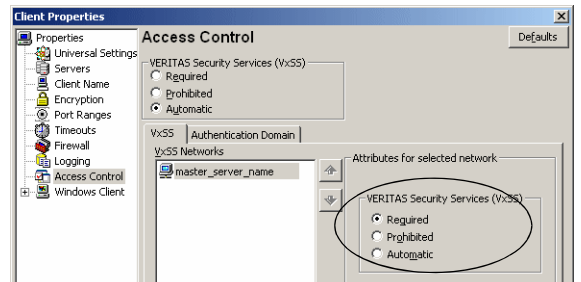 Client Properties
Properties
Universal Settings
Servers
Client Name
Encryption
Port Ranges
Timeouts
Firewall
Logging
Access Control
Windows Client
Access Control
Defaults
VERITAS Security Services (VxSS)
Required
Prohibited
Automatic
VxSS
Authentication Domain
VxSS Networks
master_server_name
Attributes for selected network
VERITAS Security Services (VxSS)
Required
Prohibited
Automatic